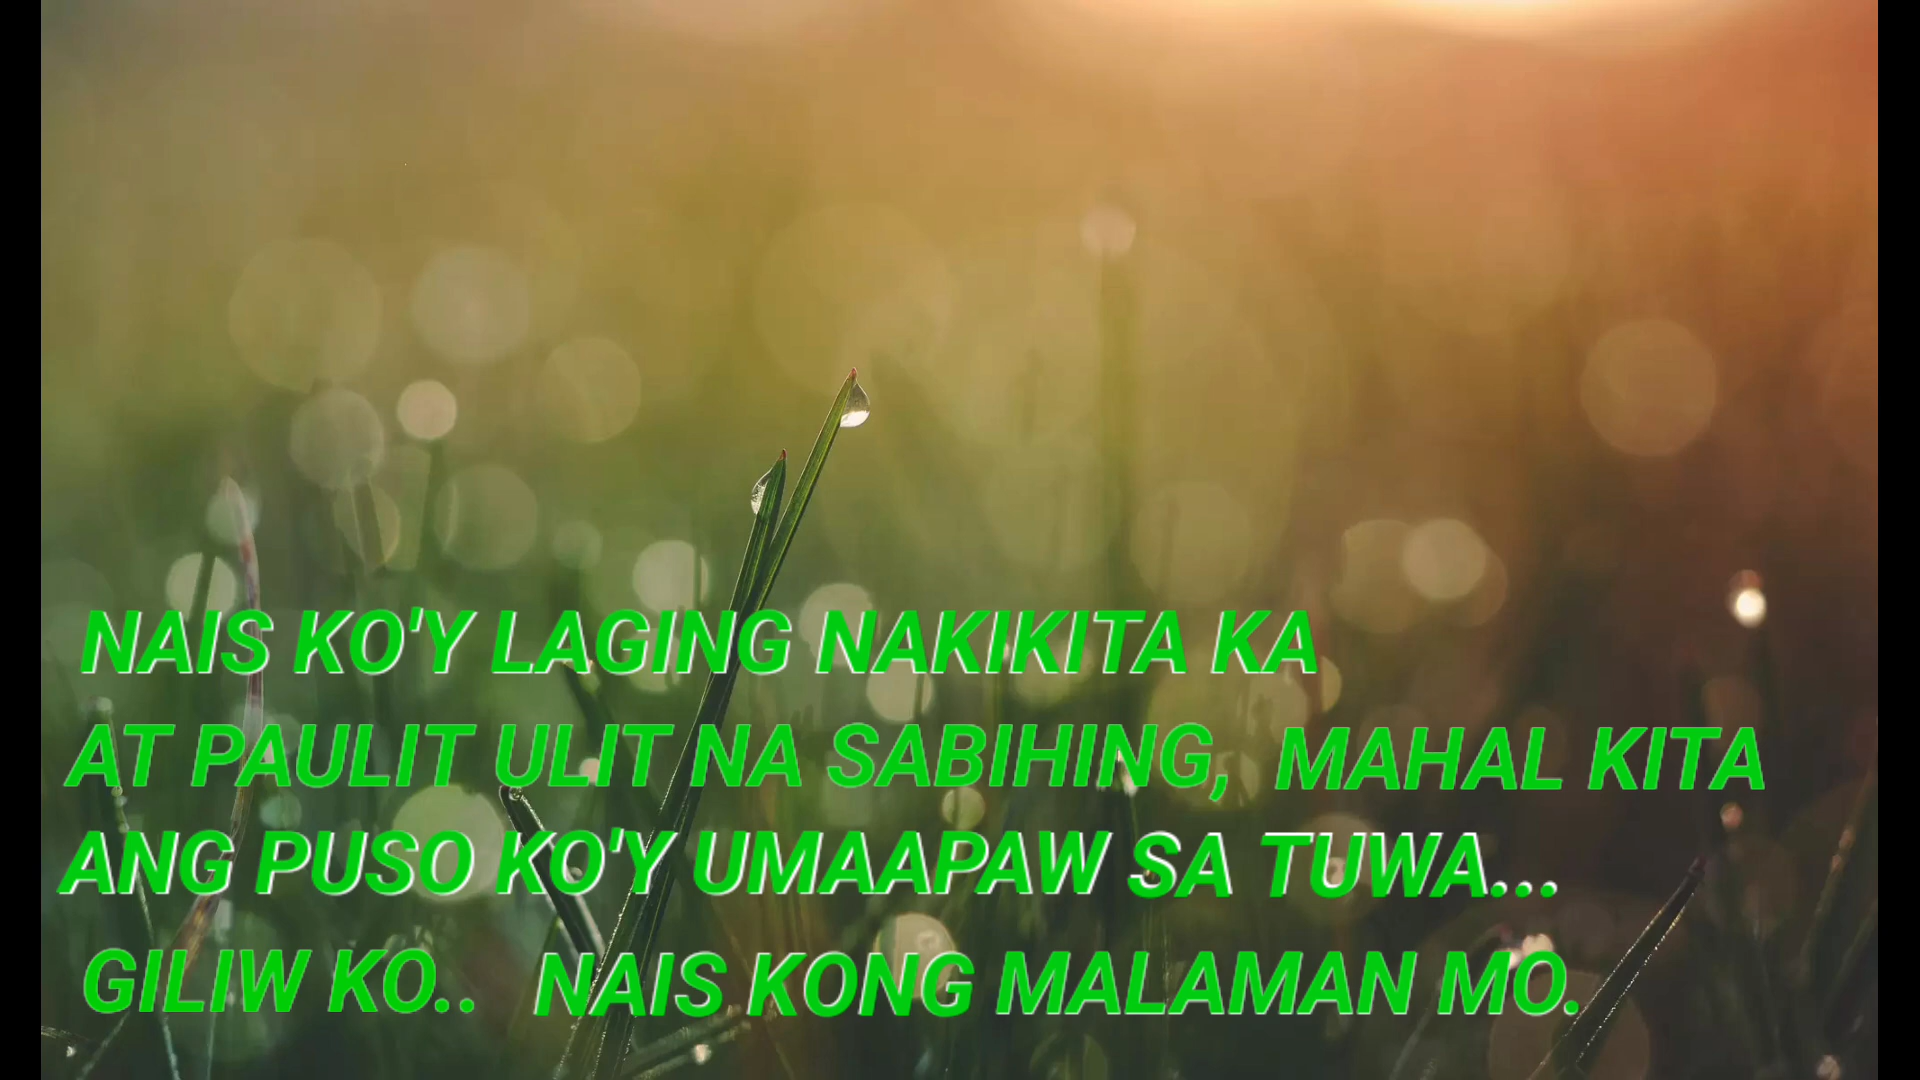 NAIS KO'Y LAGING NAKIKITA KA
AT PAULIT ULIT NA SABIHING, MAHAL KITA
ANG PUSO KO'Y UMAAPAW SA TUWA...
GILIW KO.. NAIS KONG MALAMAN MO.